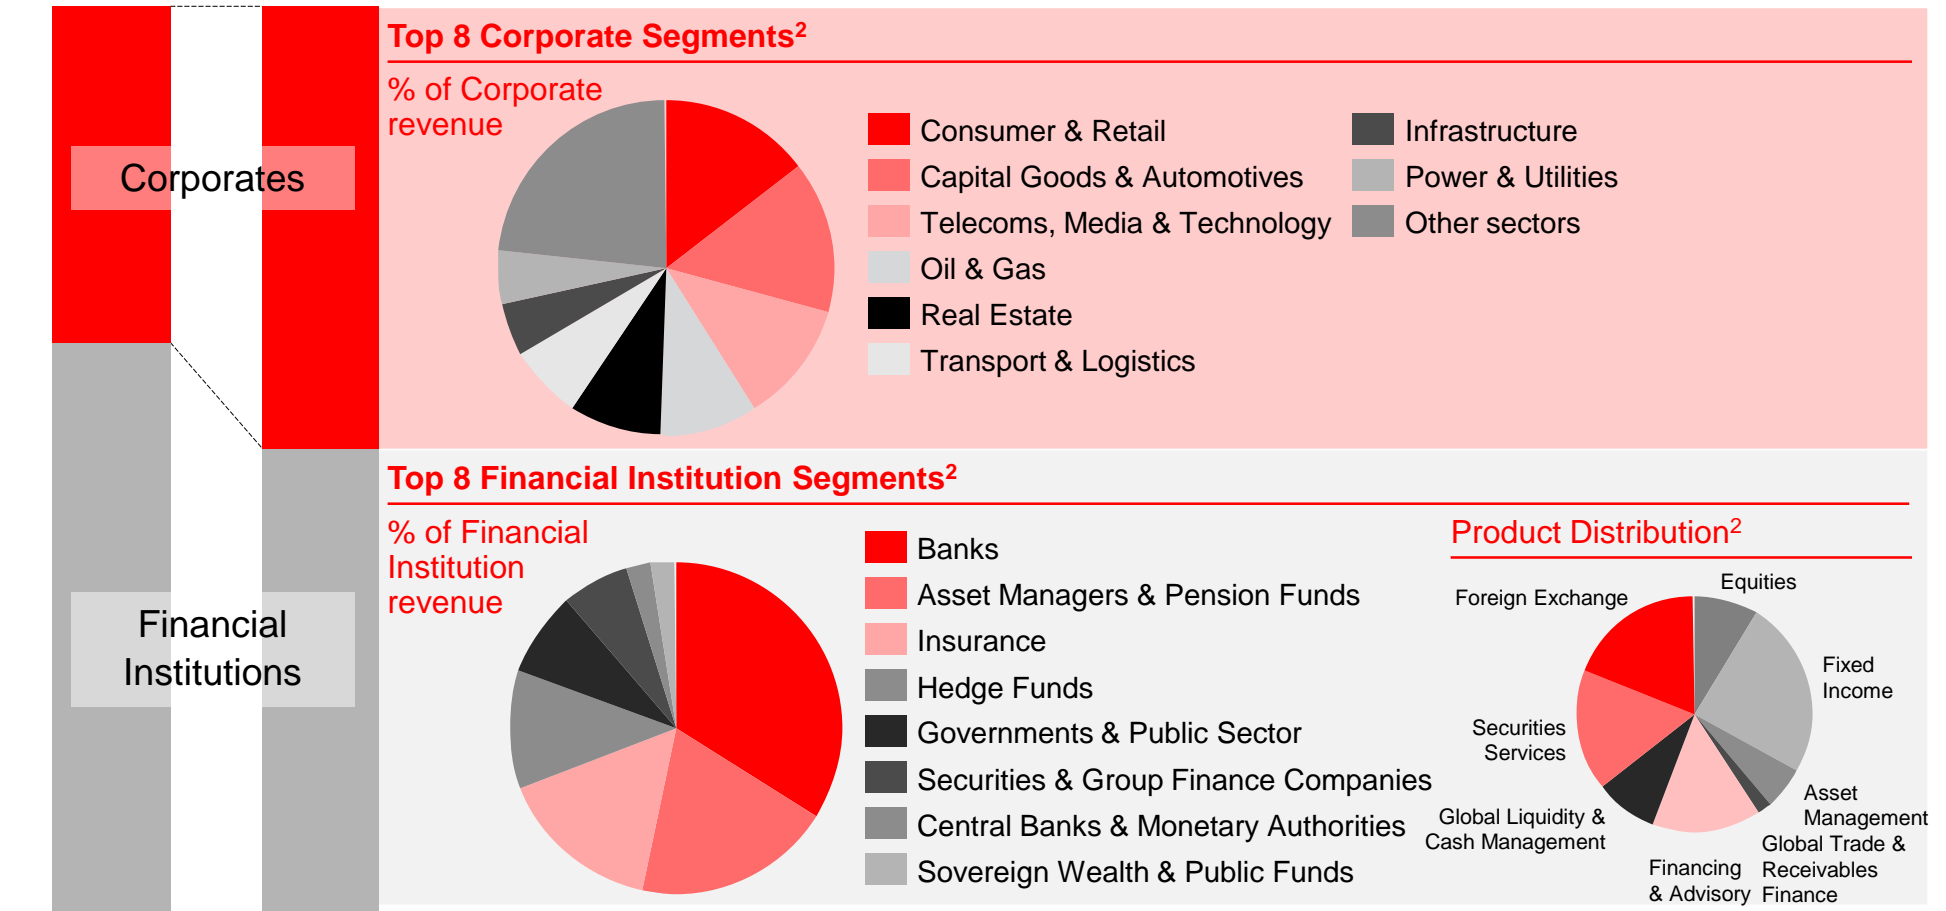 Top 8 Corporate Segments2
% of Corporate
revenue
Corporates
Consumer & Retail
Capital Goods & Automotives
Telecoms, Media & Technology
Oil & Gas
Real Estate
Transport & Logistics
Infrastructure
Power & Utilities
Other sectors
Top 8 Financial Institution Segments2
% of Financial
Institution
revenue
Financial
Institutions
Banks
Asset Managers & Pension Funds
Insurance
Hedge Funds
Governments & Public Sector
Securities & Group Finance Companies
Central Banks & Monetary Authorities
Sovereign Wealth & Public Funds
Product Distribution2
Equities
Foreign Exchange
Fixed
Income
Securities
Services
Asset
Management
Global Liquidity &
Cash Management
Global Trade &
Receivables
Finance
Financing
& Advisory